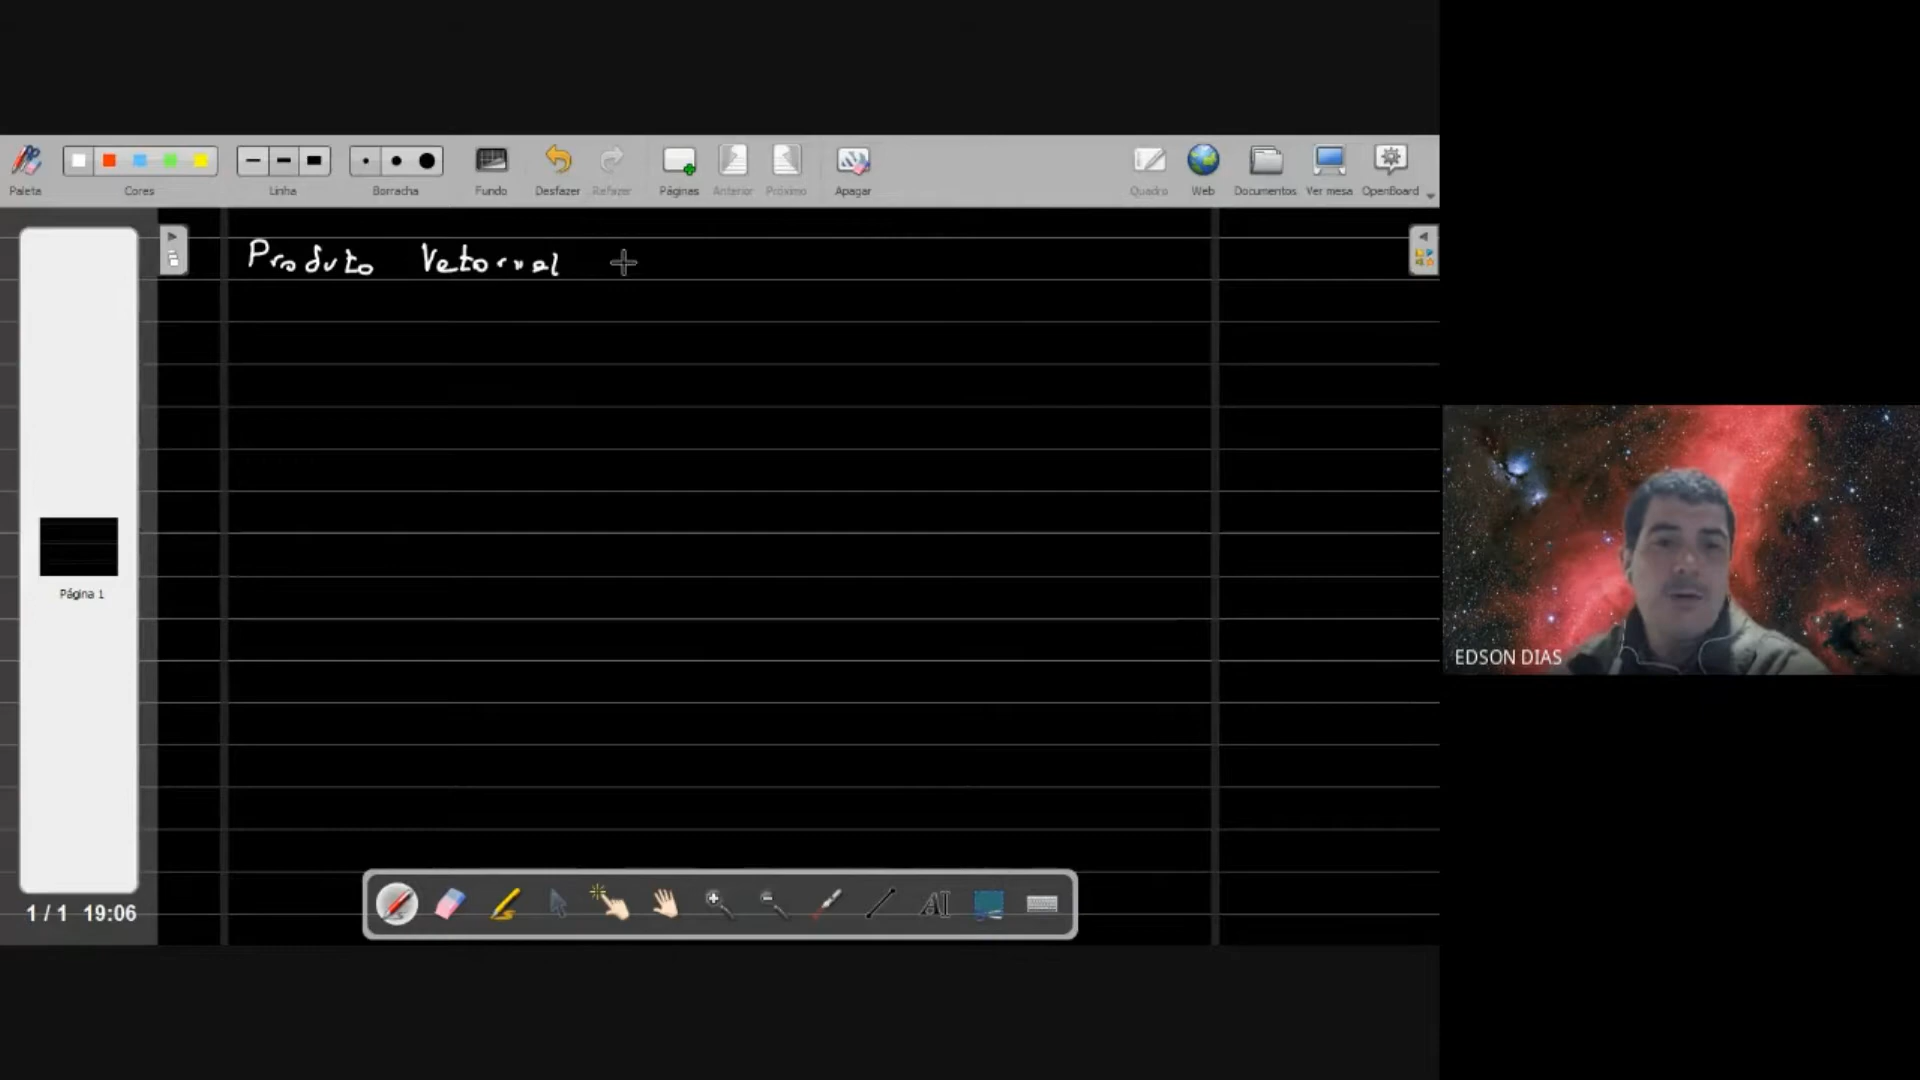 Paleta
Cores
Linha
Borracha
Fundo
Desfazer
Refazer
Páginas
Anterior
Próximo
Apagar
Quadro
Web
Documentos
Ver mesa
OpenBoard
Produto Vetorial
Página 1
EDSON DIAS
1 / 1 19:06
AI